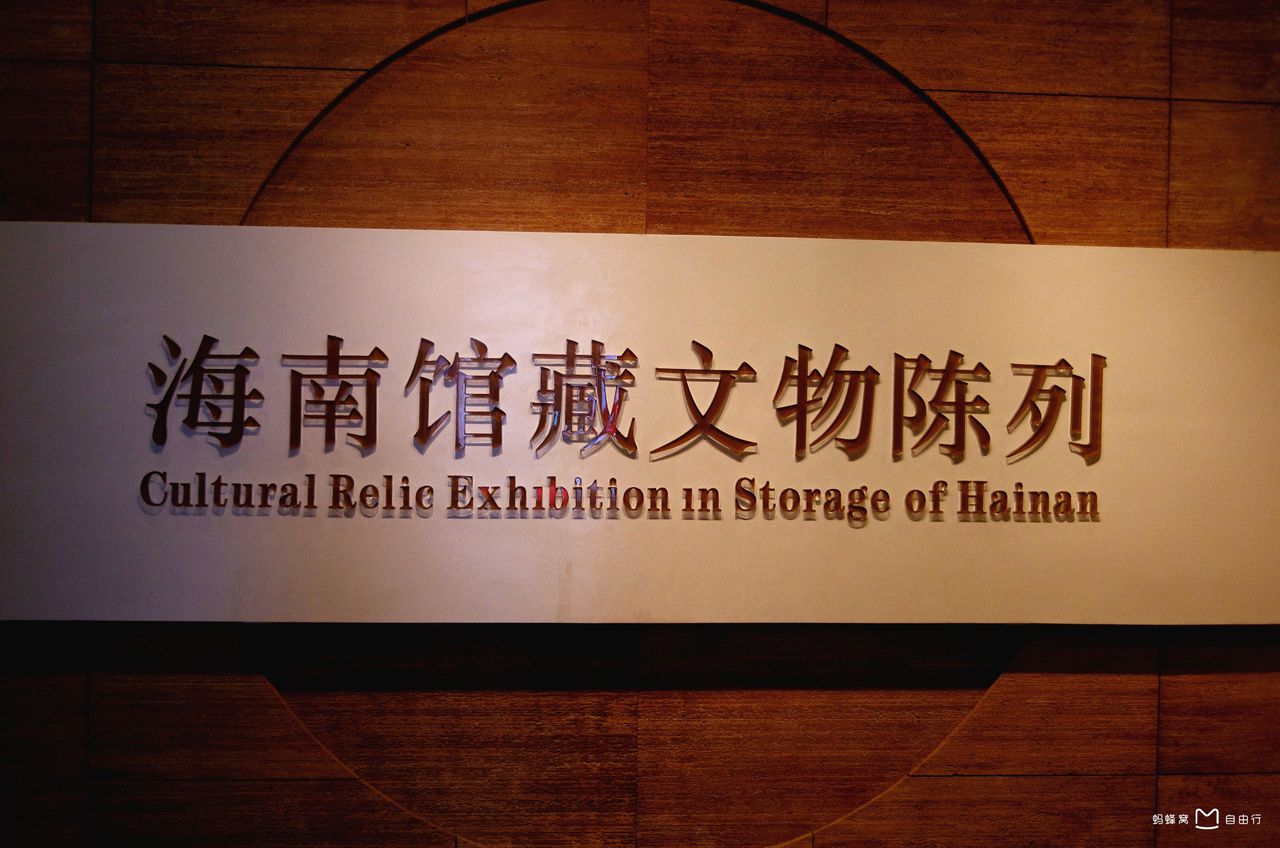 海南馆藏文物陈列
Cultural Relic Exhibition in Storage of Hainan
蚂蜂窝 自由行